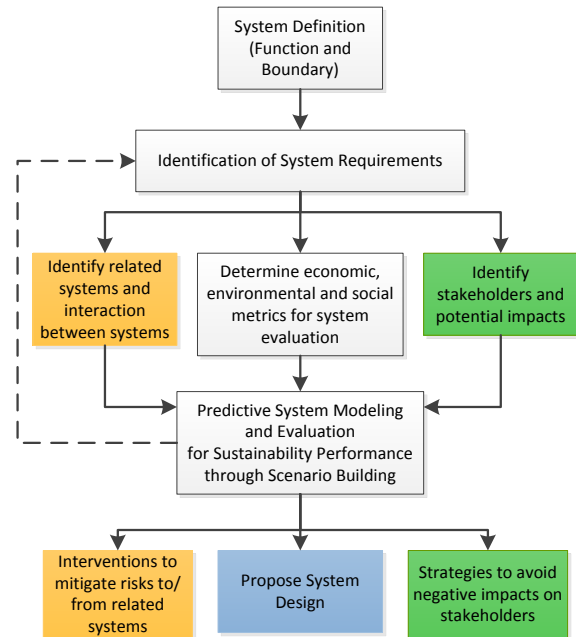 System Definition
(Function and
Boundary)
Identification of System Requirements
Identify related
systems and
interaction
between systems
Determine economic,
environmental and social
metrics for system
evaluation
Identify
stakeholders and
potential impacts
Predictive System Modeling
and Evaluation
for Sustainability Performance
through Scenario Building
Interventions to
mitigate risks to/
from related
systems
Propose System
Design
Strategies to avoid
negative impacts on
stakeholders